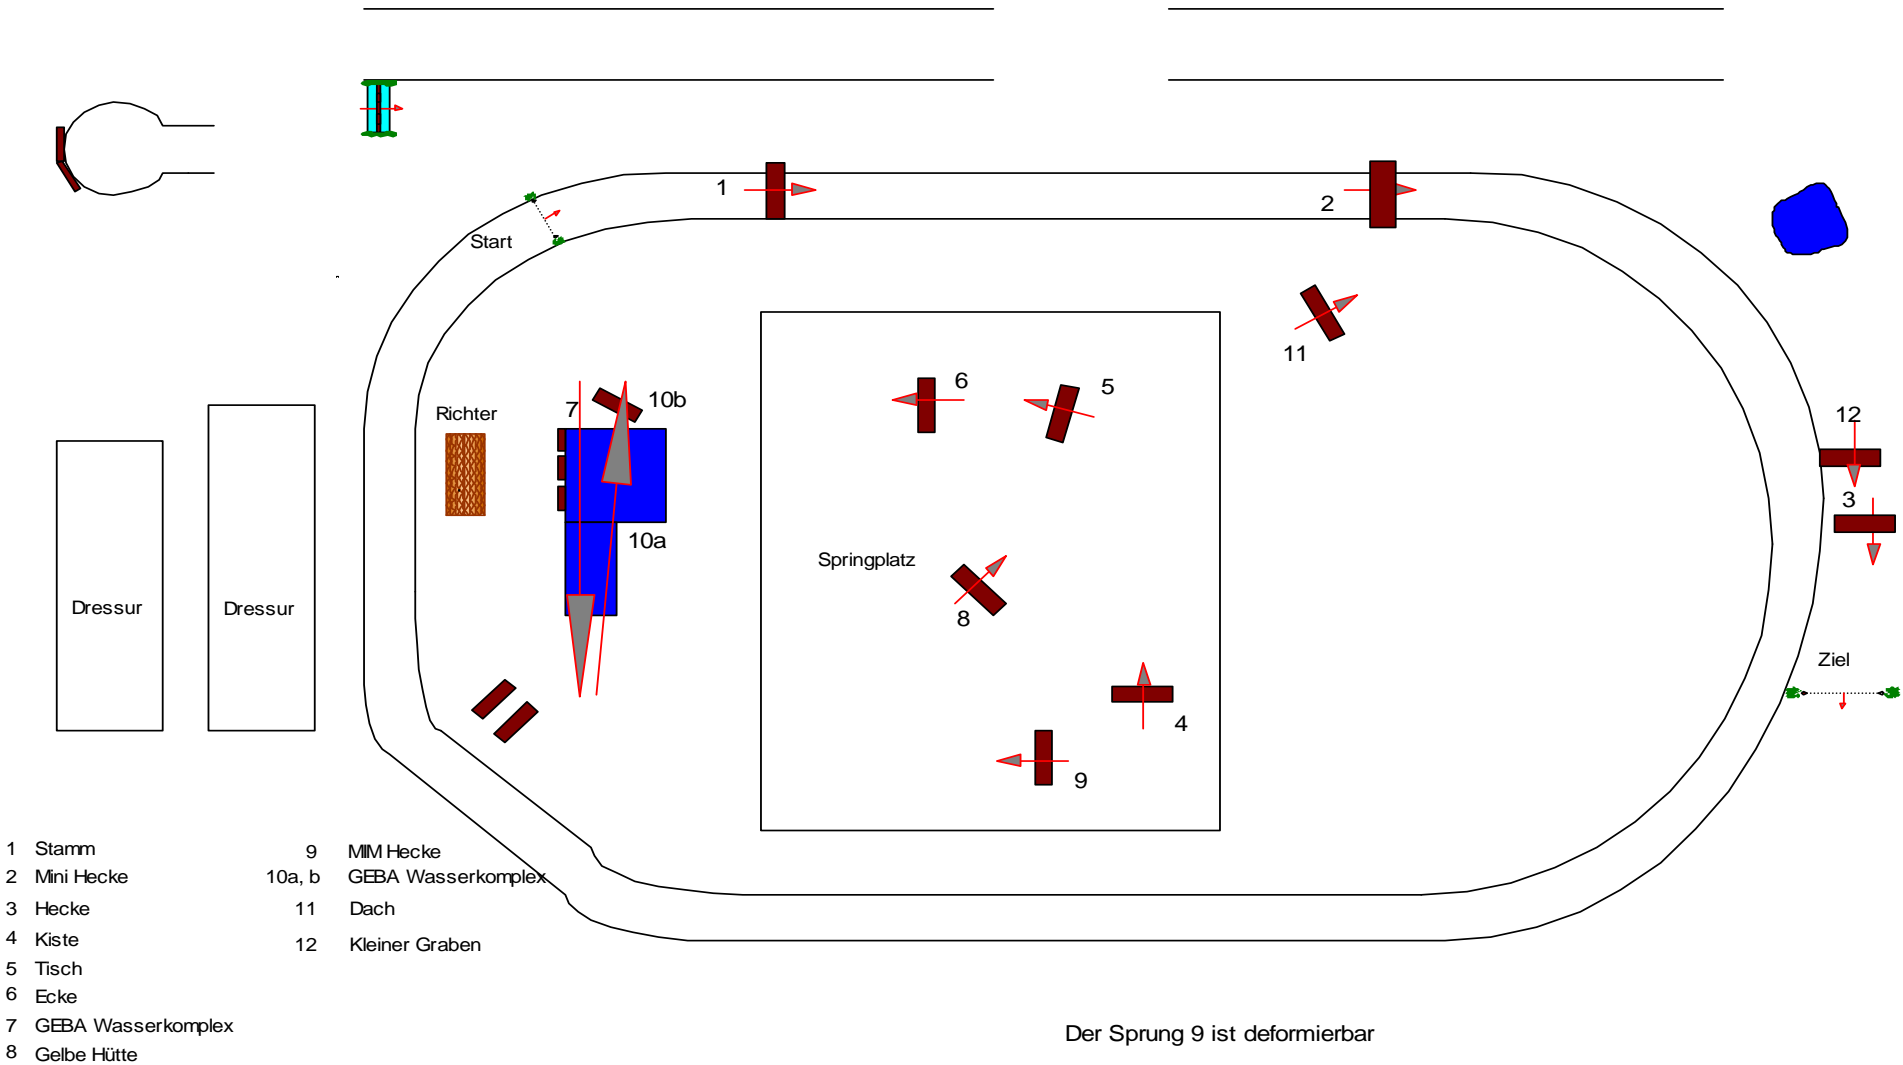 1
2
Start
11
6
5
7
10b
Richter
12
3
10a
Springplatz
Dressur
Dressur
8
Ziel
4
9
1 Stamm
2 Mini Hecke
3 Hecke
4 Kiste
5 Tisch
6 Ecke
7 GEBA Wasserkomplex
8 Gelbe Hütte
9 MIM Hecke
10a, b GEBA Wasserkomplex
11 Dach
12 Kleiner Graben
Der Sprung 9 ist deformierbar